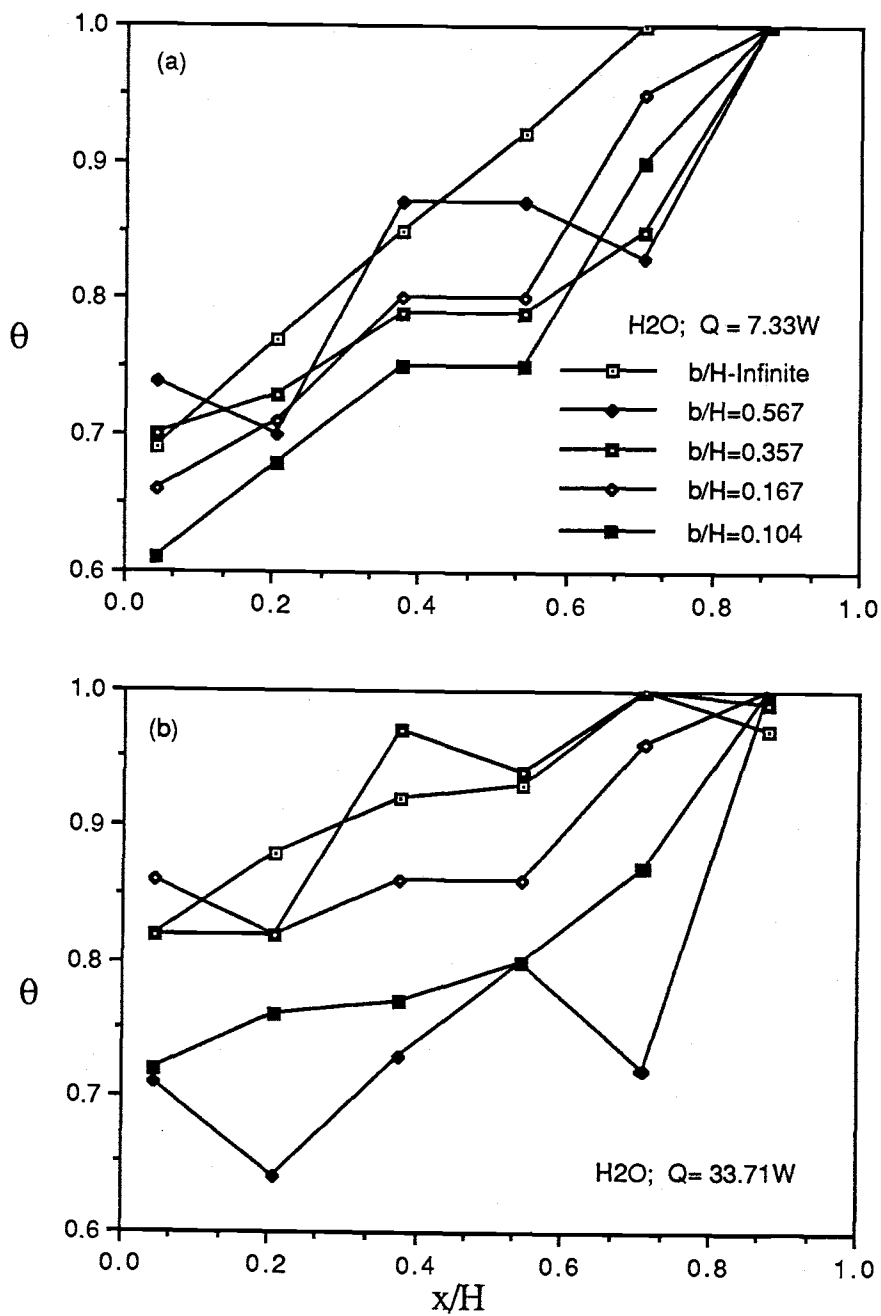 1.0
(a)
0.9
0.8
θ
H2O; Q = 7.33W
b/H-Infinite
b/H=0.567
0.7
b/H=0.357
b/H=0.167
b/H=0.104
0.6
0.0 0.2 0.4 0.6 0.8 1.0
1.0
(b)
0.9
0.8
θ
0.7
H2O; Q= 33.71W
0.6
0.0 0.2 0.4 0.6 0.8 1.0
x/H